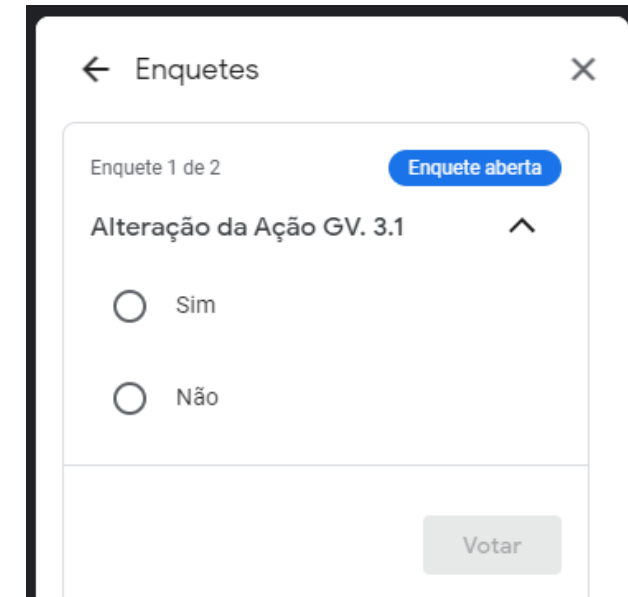 Enquetes
Enquete 1 de 2
Enquete aberta
Alteração da Ação GV. 3.1
Sim
Não
Votar